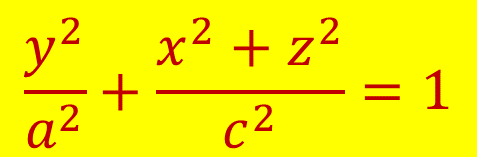 y²/a² + (x² + z²)/c² = 1